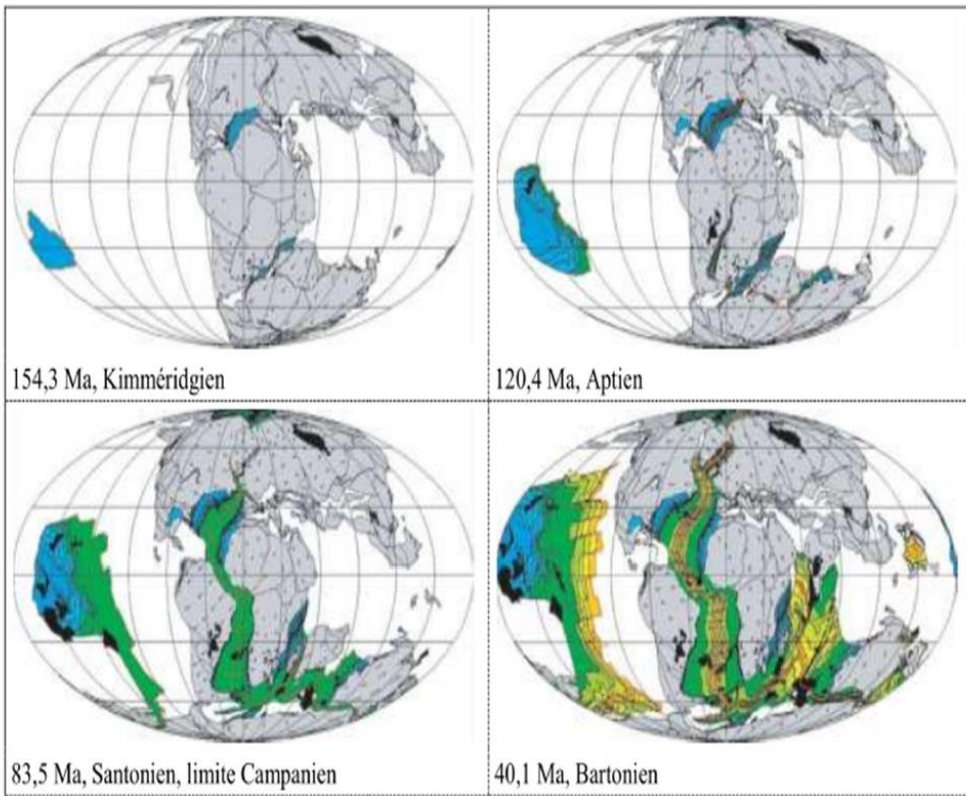 154,3 Ma, Kimméridgien
120,4 Ma, Aptien
83,5 Ma, Santonien, limite Campanien
40,1 Ma, Bartonien